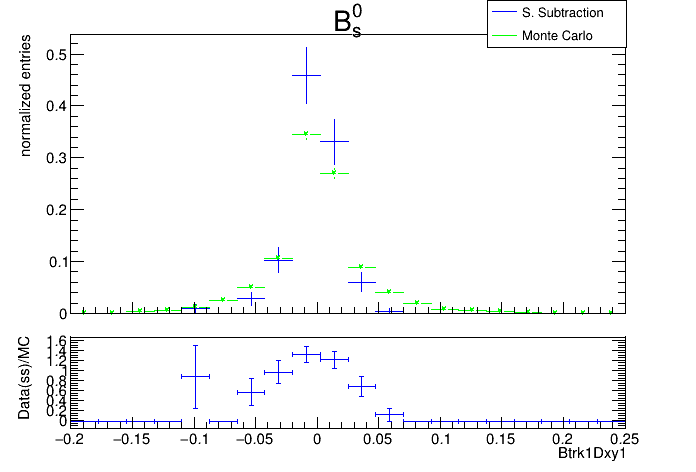 B_s^0
S. Subtraction
Monte Carlo
normalized entries
0.5
0.4
0.3
0.2
0.1
0
Data(ss)/MC
1.6
1.4
1.2
1
0.8
0.6
0.4
0.2
0
−0.2 −0.15 −0.1 −0.05 0 0.05 0.1 0.15 0.2 0.25
Btrk1Dxy1